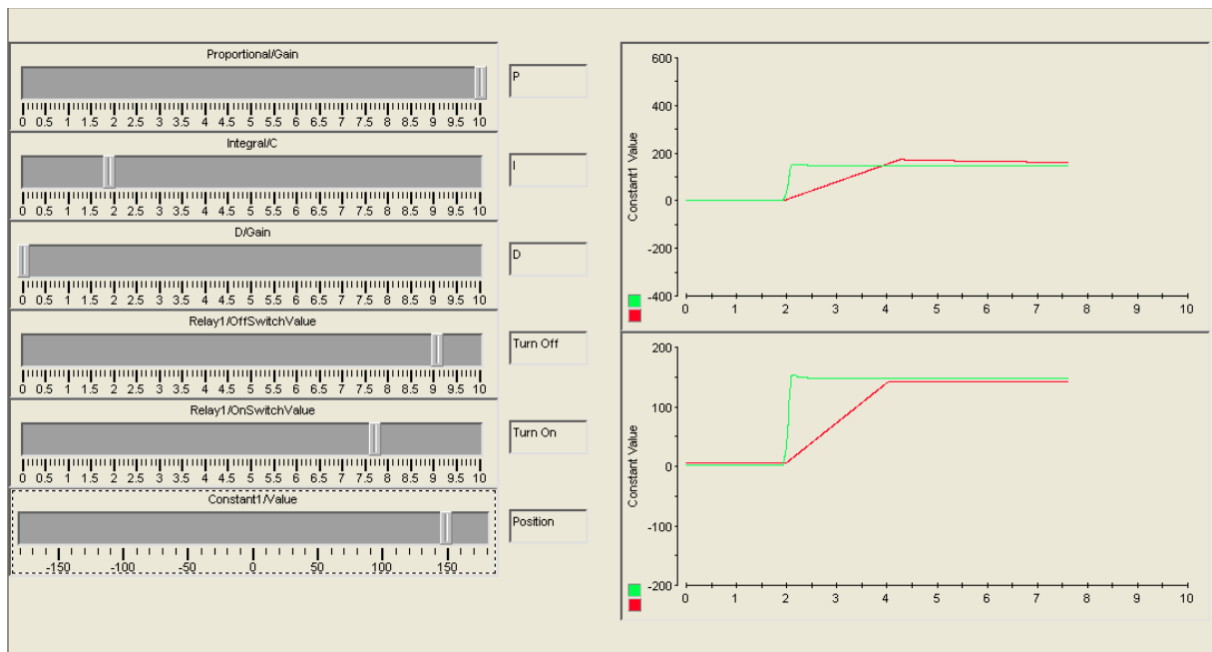 Proportional/Gain
P
0 0.5 1 1.5 2 2.5 3 3.5 4 4.5 5 5.5 6 6.5 7 7.5 8 8.5 9 9.5 10
Integral/C
I
0 0.5 1 1.5 2 2.5 3 3.5 4 4.5 5 5.5 6 6.5 7 7.5 8 8.5 9 9.5 10
D/Gain
D
0 0.5 1 1.5 2 2.5 3 3.5 4 4.5 5 5.5 6 6.5 7 7.5 8 8.5 9 9.5 10
Relay1/OffSwitchValue
Turn Off
0 0.5 1 1.5 2 2.5 3 3.5 4 4.5 5 5.5 6 6.5 7 7.5 8 8.5 9 9.5 10
Relay1/OnSwitchValue
Turn On
0 0.5 1 1.5 2 2.5 3 3.5 4 4.5 5 5.5 6 6.5 7 7.5 8 8.5 9 9.5 10
Constant1/Value
Position
-150 -100 -50 0 50 100 150
600
400
200
0
-200
-400
Constant1 Value
0 1 2 3 4 5 6 7 8 9 10
200
100
0
-100
-200
Constant Value
0 1 2 3 4 5 6 7 8 9 10